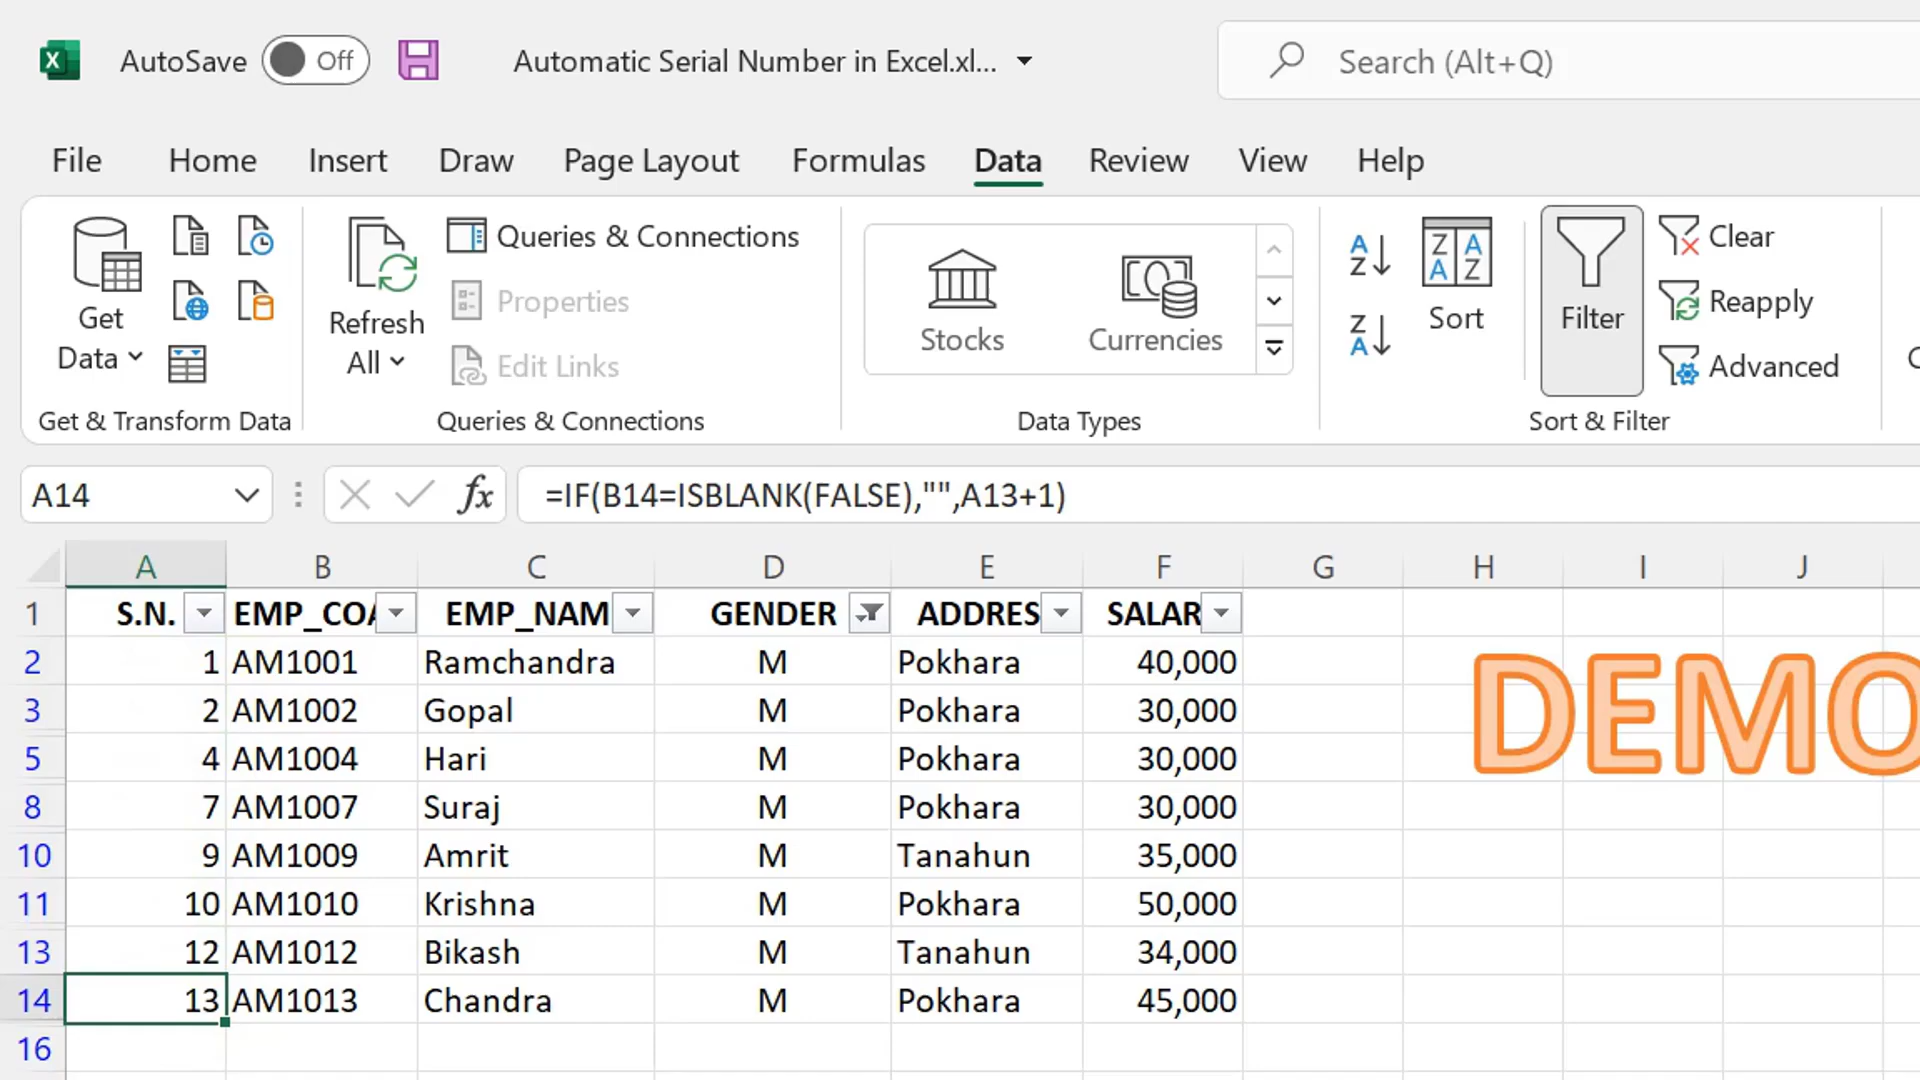 AutoSave Off Automatic Serial Number in Excel.xl... Search (Alt+Q)
File Home Insert Draw Page Layout Formulas Data Review View Help
Get Data
Refresh All
Queries & Connections
Properties
Edit Links
Stocks Currencies
Sort
Filter
Clear
Reapply
Advanced
Get & Transform Data Queries & Connections Data Types Sort & Filter
A14 fx =IF(B14=ISBLANK(FALSE),"",A13+1)
A B C D E F G H I J
1 S.N. EMP_COA EMP_NAM GENDER ADDRES SALAR
2 1 AM1001 Ramchandra M Pokhara 40,000
3 2 AM1002 Gopal M Pokhara 30,000
5 4 AM1004 Hari M Pokhara 30,000
8 7 AM1007 Suraj M Pokhara 30,000
10 9 AM1009 Amrit M Tanahun 35,000
11 10 AM1010 Krishna M Pokhara 50,000
13 12 AM1012 Bikash M Tanahun 34,000
14 13 AM1013 Chandra M Pokhara 45,000
16
DEMO